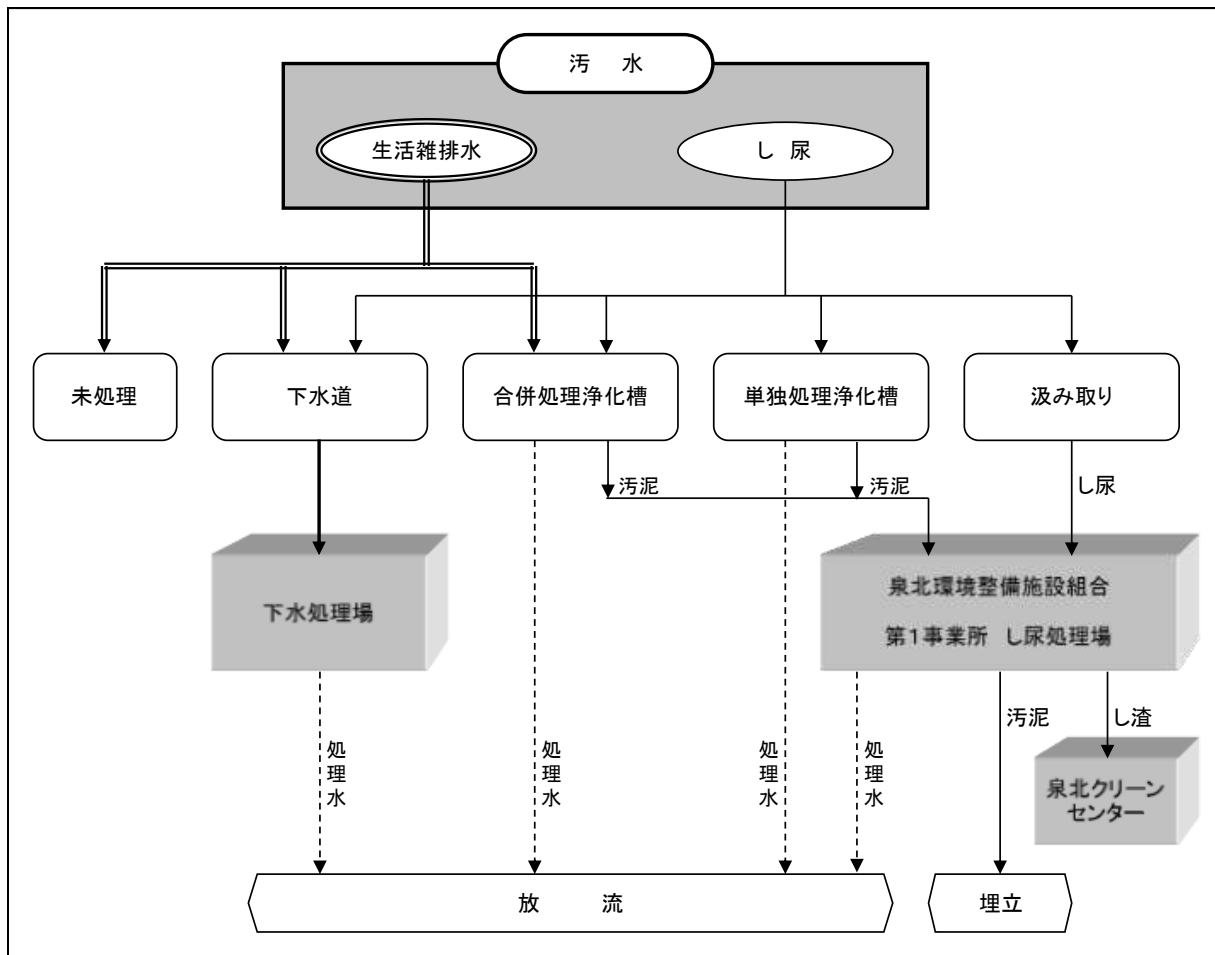 汚 水
生活雑排水
し 尿
未処理
下水道
合併処理浄化槽
単独処理浄化槽
汲み取り
汚泥
汚泥
し尿
下水処理場
泉北環境整備施設組合
第1事業所 し尿処理場
処理水
処理水
処理水
処理水
汚泥
し渣
泉北クリーン
センター
放 流
埋立